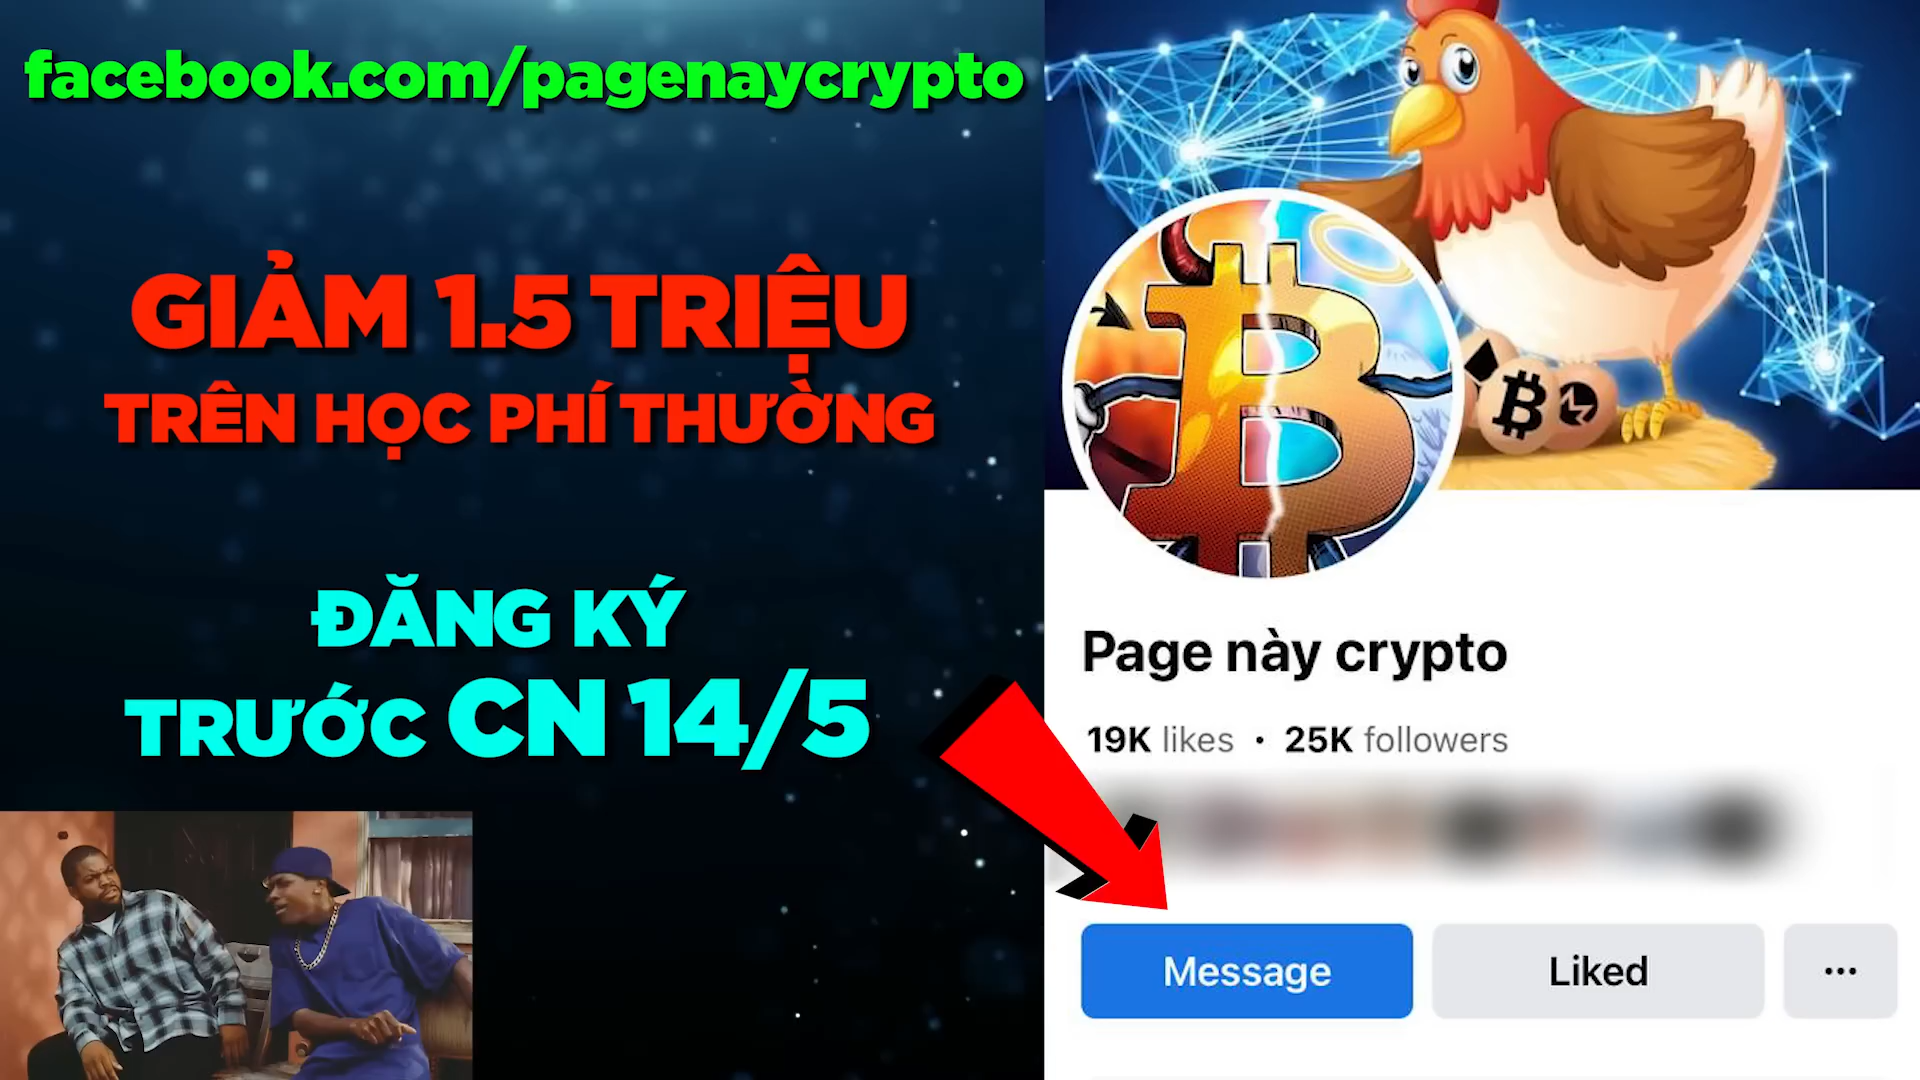 facebook.com/pagenaycrypto
GIẢM 1.5 TRIỆU
TRÊN HỌC PHÍ THƯỜNG
ĐĂNG KÝ
TRƯỚC CN 14/5
Page này crypto
19K likes · 25K followers
Message
Liked
···